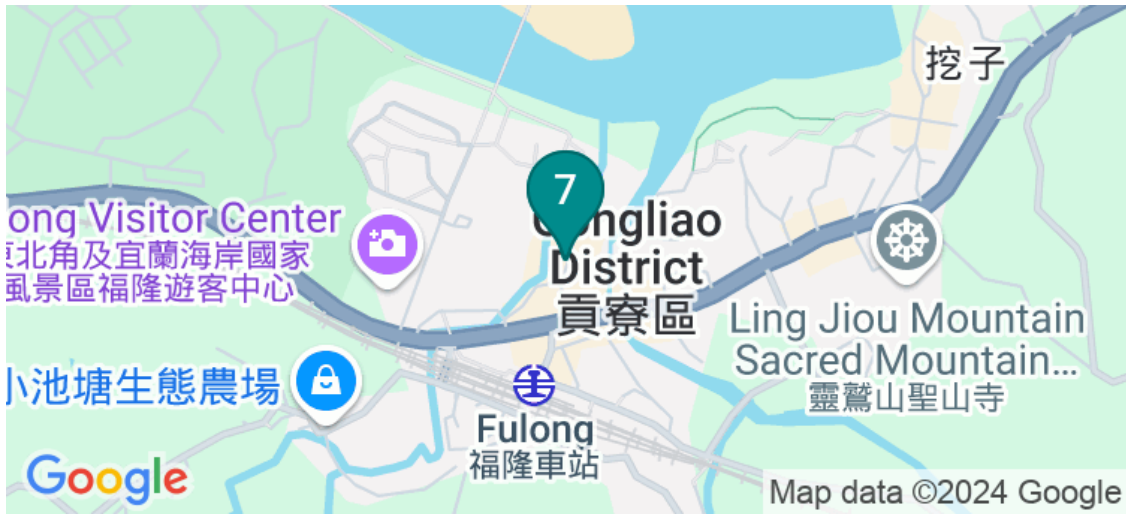 挖子
7
ong Visitor Center
東北角及宜蘭海岸國家
風景區福隆遊客中心
Gongliao
District
貢寮區
Ling Jiou Mountain
Sacred Mountain...
靈鷲山聖山寺
小池塘生態農場
Fulong
福隆車站
Google
Map data ©2024 Google